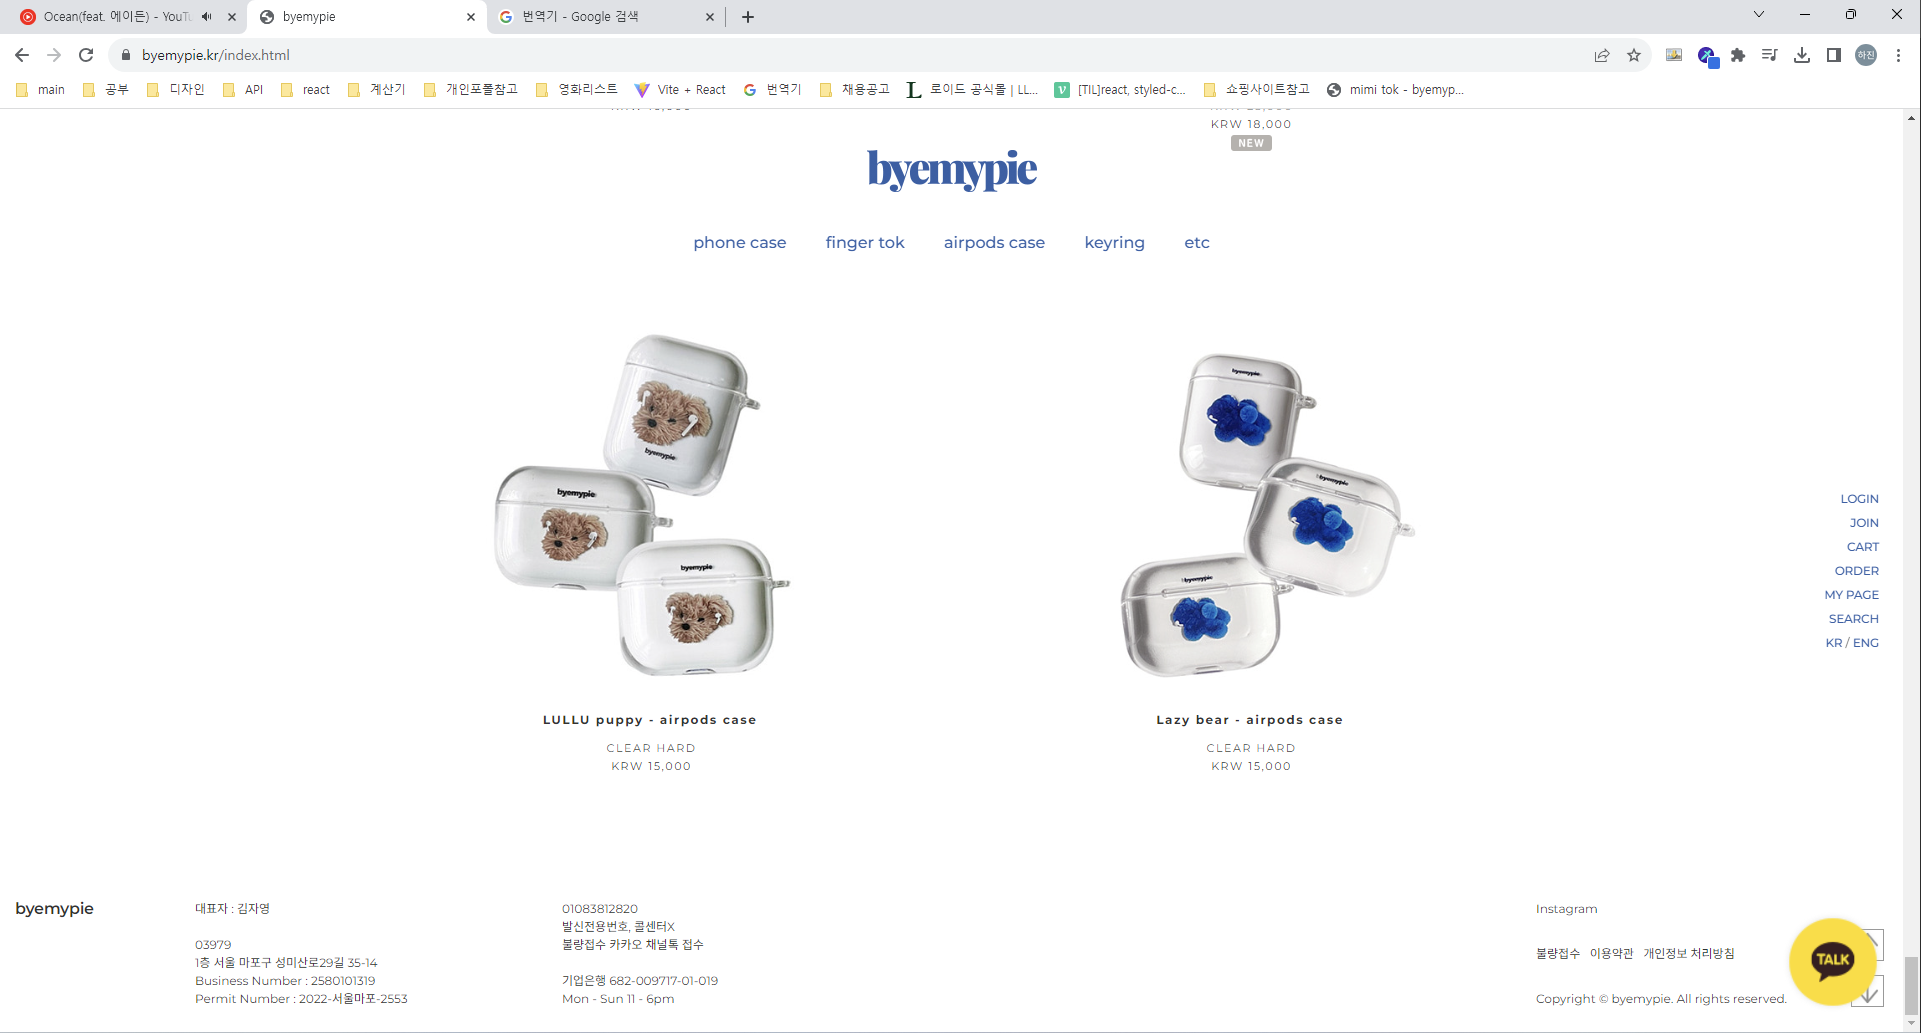 Ocean(feat. 에이든) - YouTu
byemypie
번역기 - Google 검색
byemypie.kr/index.html
하진
main
공부
디자인
API
react
계산기
개인포폴참고
영화리스트
Vite + React
번역기
채용공고
로이드 공식몰 | LL...
[TIL]react, styled-c...
쇼핑사이트참고
mimi tok - byemyp...
KRW 18,000
NEW
byemypie
phone case
finger tok
airpods case
keyring
etc
byemypie
byemypie
byemypie
byemypie
byemypie
byemypie
LOGIN
JOIN
CART
ORDER
MY PAGE
SEARCH
KR / ENG
LULLU puppy - airpods case
CLEAR HARD
KRW 15,000
Lazy bear - airpods case
CLEAR HARD
KRW 15,000
byemypie
대표자 : 김자영
03979
1층 서울 마포구 성미산로29길 35-14
Business Number : 2580101319
Permit Number : 2022-서울마포-2553
01083812820
발신전용번호, 콜센터X
불량접수 카카오 채널톡 접수
기업은행 682-009717-01-019
Mon - Sun 11 - 6pm
Instagram
불량접수 이용약관 개인정보 처리방침
Copyright © byemypie. All rights reserved.
TALK